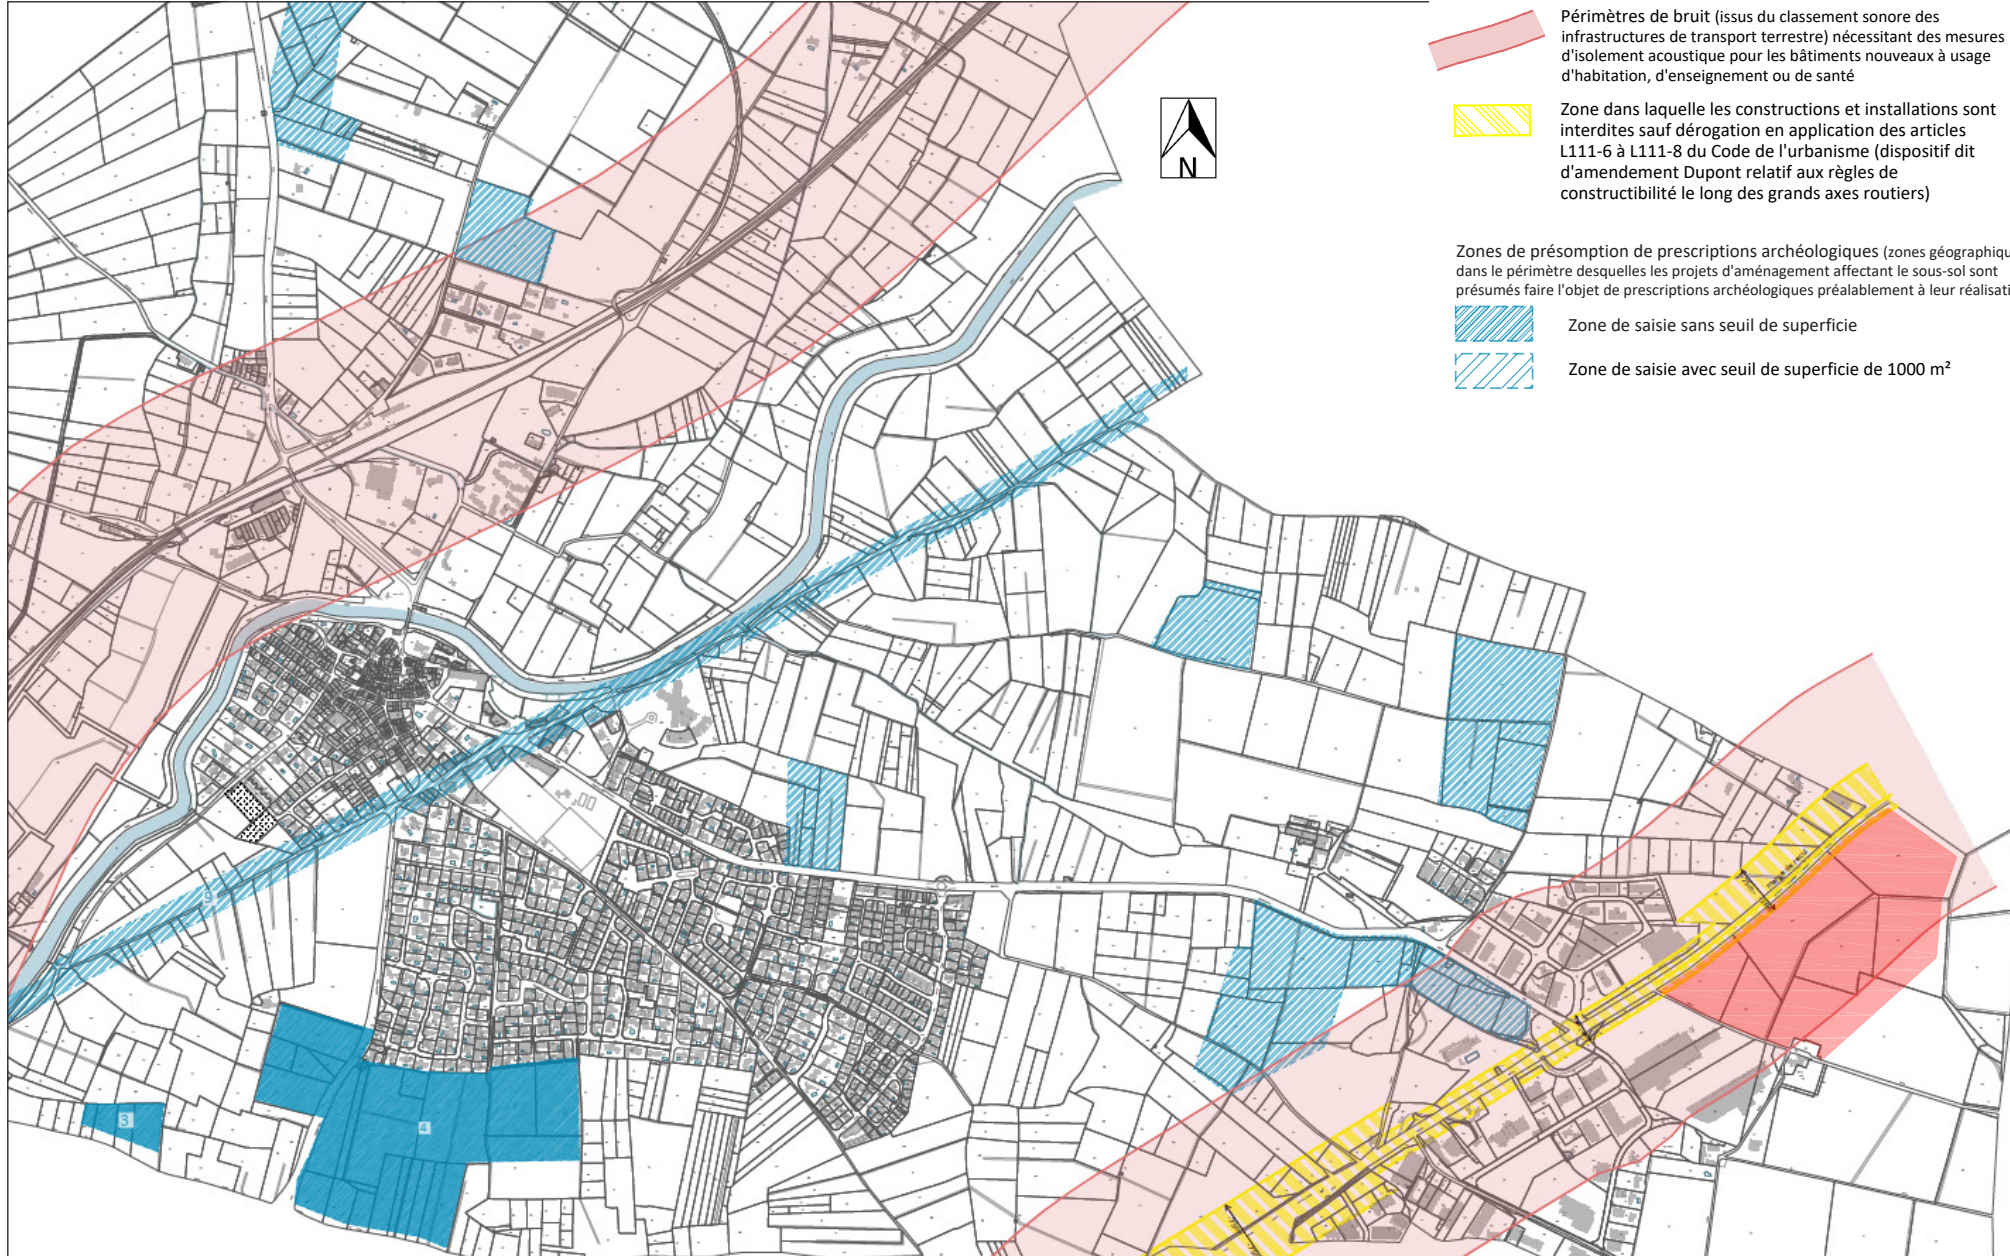 Périmètres de bruit (issus du classement sonore des
infrastructures de transport terrestre) nécessitant des mesures
d'isolement acoustique pour les bâtiments nouveaux à usage
d'habitation, d'enseignement ou de santé
Zone dans laquelle les constructions et installations sont
interdites sauf dérogation en application des articles
L111-6 à L111-8 du Code de l'urbanisme (dispositif dit
d'amendement Dupont relatif aux règles de
constructibilité le long des grands axes routiers)
N
Zones de présomption de prescriptions archéologiques (zones géographiqu
dans le périmètre desquelles les projets d'aménagement affectant le sous-sol sont
présumés faire l'objet de prescriptions archéologiques préalablement à leur réalisati
Zone de saisie sans seuil de superficie
Zone de saisie avec seuil de superficie de 1000 m²
9
3
4